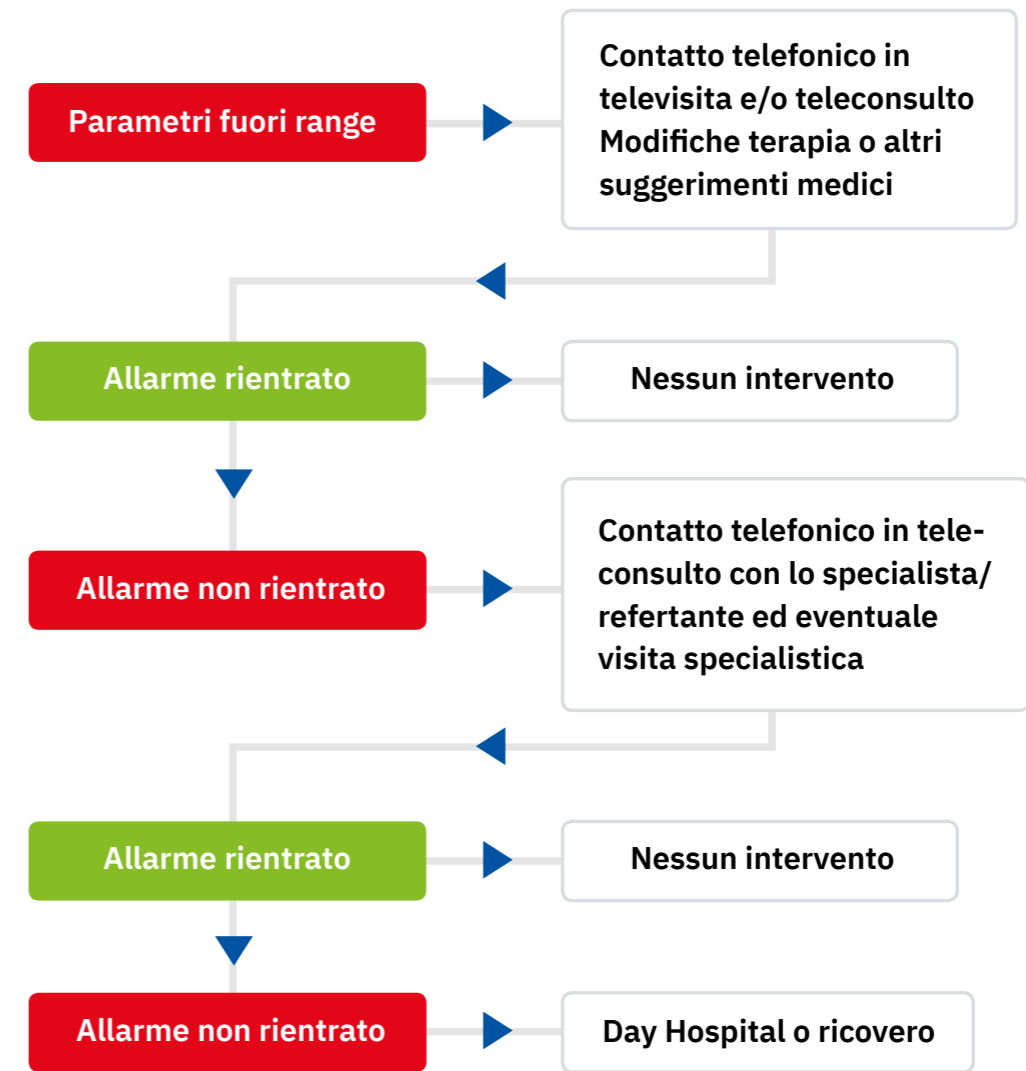 Parametri fuori range
Contatto telefonico in
televisita e/o teleconsulto
Modifiche terapia o altri
suggerimenti medici
Allarme rientrato
Nessun intervento
Allarme non rientrato
Contatto telefonico in tele-
consulto con lo specialista/
refertante ed eventuale
visita specialistica
Allarme rientrato
Nessun intervento
Allarme non rientrato
Day Hospital o ricovero